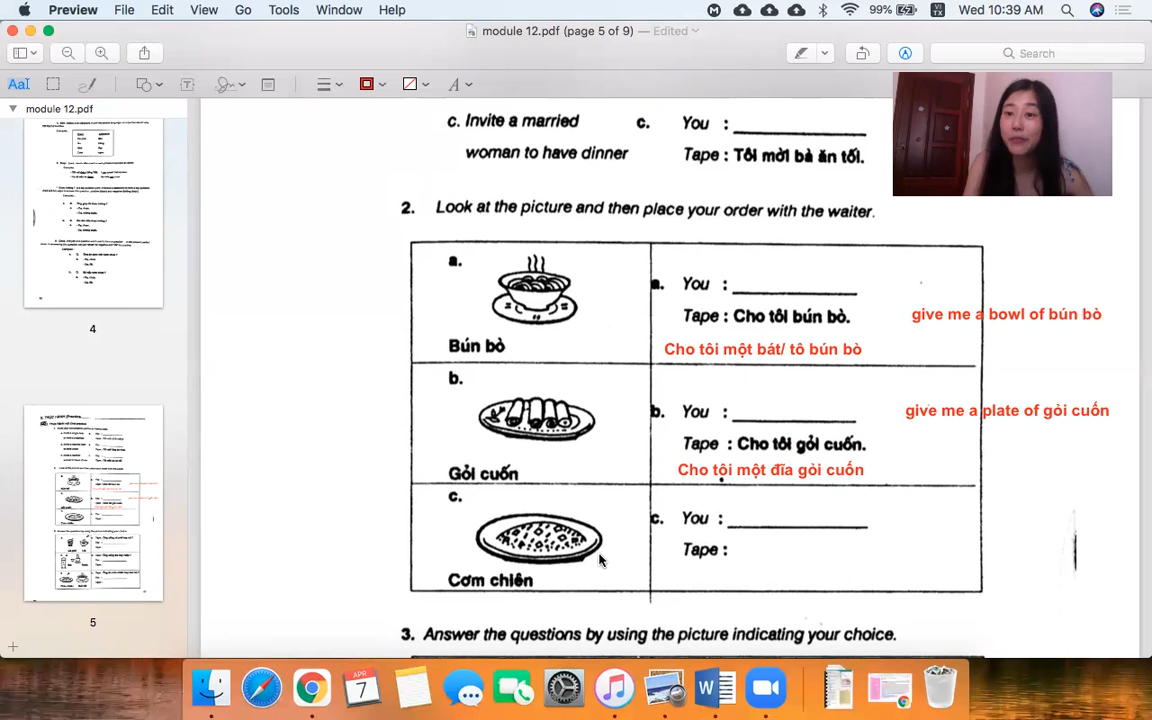 Preview File Edit View Go Tools Window Help 99% VI TX Wed 10:39 AM
module 12.pdf (page 5 of 9) — Edited
Search
AaI A
module 12.pdf
4
5
c. Invite a married c. You : ____________
woman to have dinner Tape : Tôi mời bà ăn tối.
2. Look at the picture and then place your order with the waiter.
a. a. You : ____________
Tape : Cho tôi bún bò. give me a bowl of bún bò
Bún bò Cho tôi một bát/ tô bún bò
b. b. You : ____________ give me a plate of gỏi cuốn
Tape : Cho tôi gỏi cuốn.
Gỏi cuốn Cho tôi một đĩa gỏi cuốn
c. c. You : ____________
Tape :
Cơm chiên
3. Answer the questions by using the picture indicating your choice.
APR
7